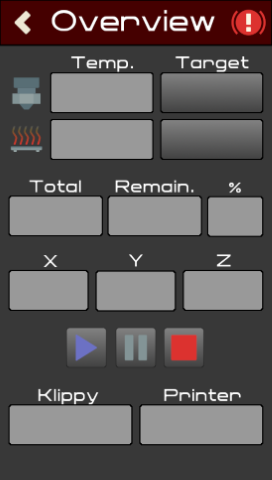 Overview
Temp. Target
Total Remain. %
X Y Z
Klippy Printer